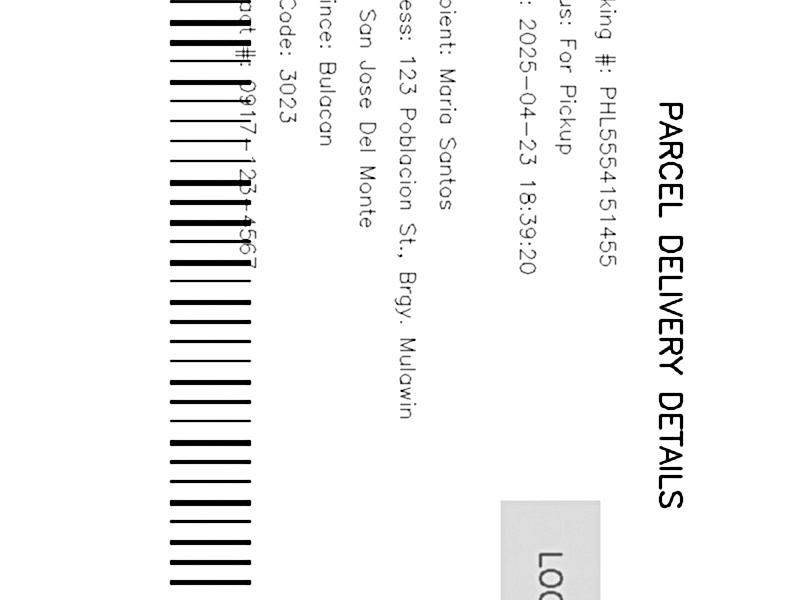 PARCEL DELIVERY DETAILS
king #: PHL5554151455
us: For Pickup
: 2025-04-23 18:39:20
LOG
pient: Maria Santos
ess: 123 Poblacion St., Brgy. Mulawin
San Jose Del Monte
ince: Bulacan
Code: 3023
act #: 0917-123-4567